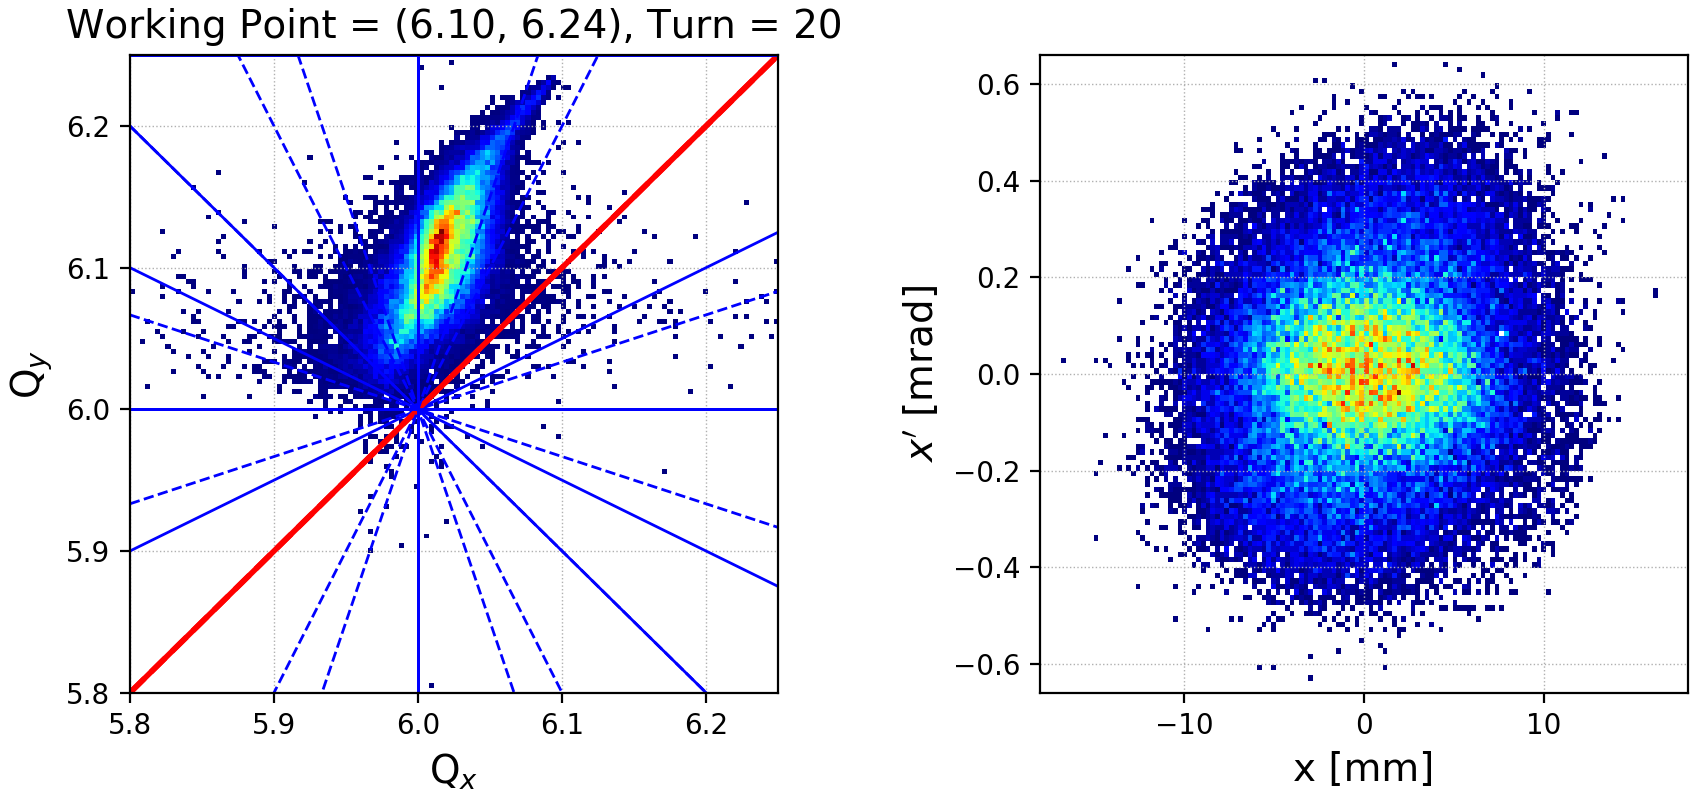 Working Point = (6.10, 6.24), Turn = 20
6.2
6.1
6.0
5.9
5.8
Q_y
5.8 5.9 6.0 6.1 6.2
Q_x
0.6
0.4
0.2
0.0
−0.2
−0.4
−0.6
x′ [mrad]
−10 0 10
x [mm]